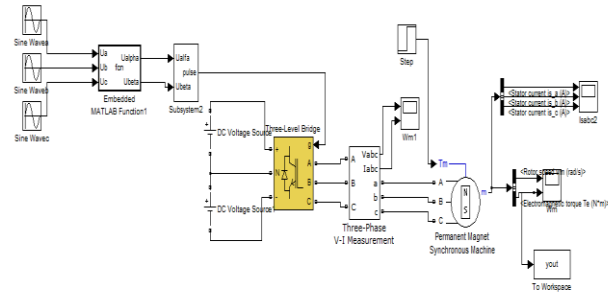 Sine Wavea
Sine Waveb
Sine Wavec
Ua
Ub
Uc
fcn
Ualpha
Ubeta
Embedded
MATLAB Function1
Ualfa
pulse
Ubeta
Subsystem2
DC Voltage Source
DC Voltage Source1
Three-Level Bridge
g
+
N
-
A
B
C
Wm1
Vabc
Iabc
A
B
C
a
b
c
Three-Phase
V-I Measurement
Step
Tm
A
B
C
N
S
m
Permanent Magnet
Synchronous Machine
<Stator current is_a (A)>
<Stator current is_b (A)>
<Stator current is_c (A)>
Isabc2
<Rotor speed wm (rad/s)>
<Electromagnetic torque Te (N*m)>
Wm
yout
To Workspace